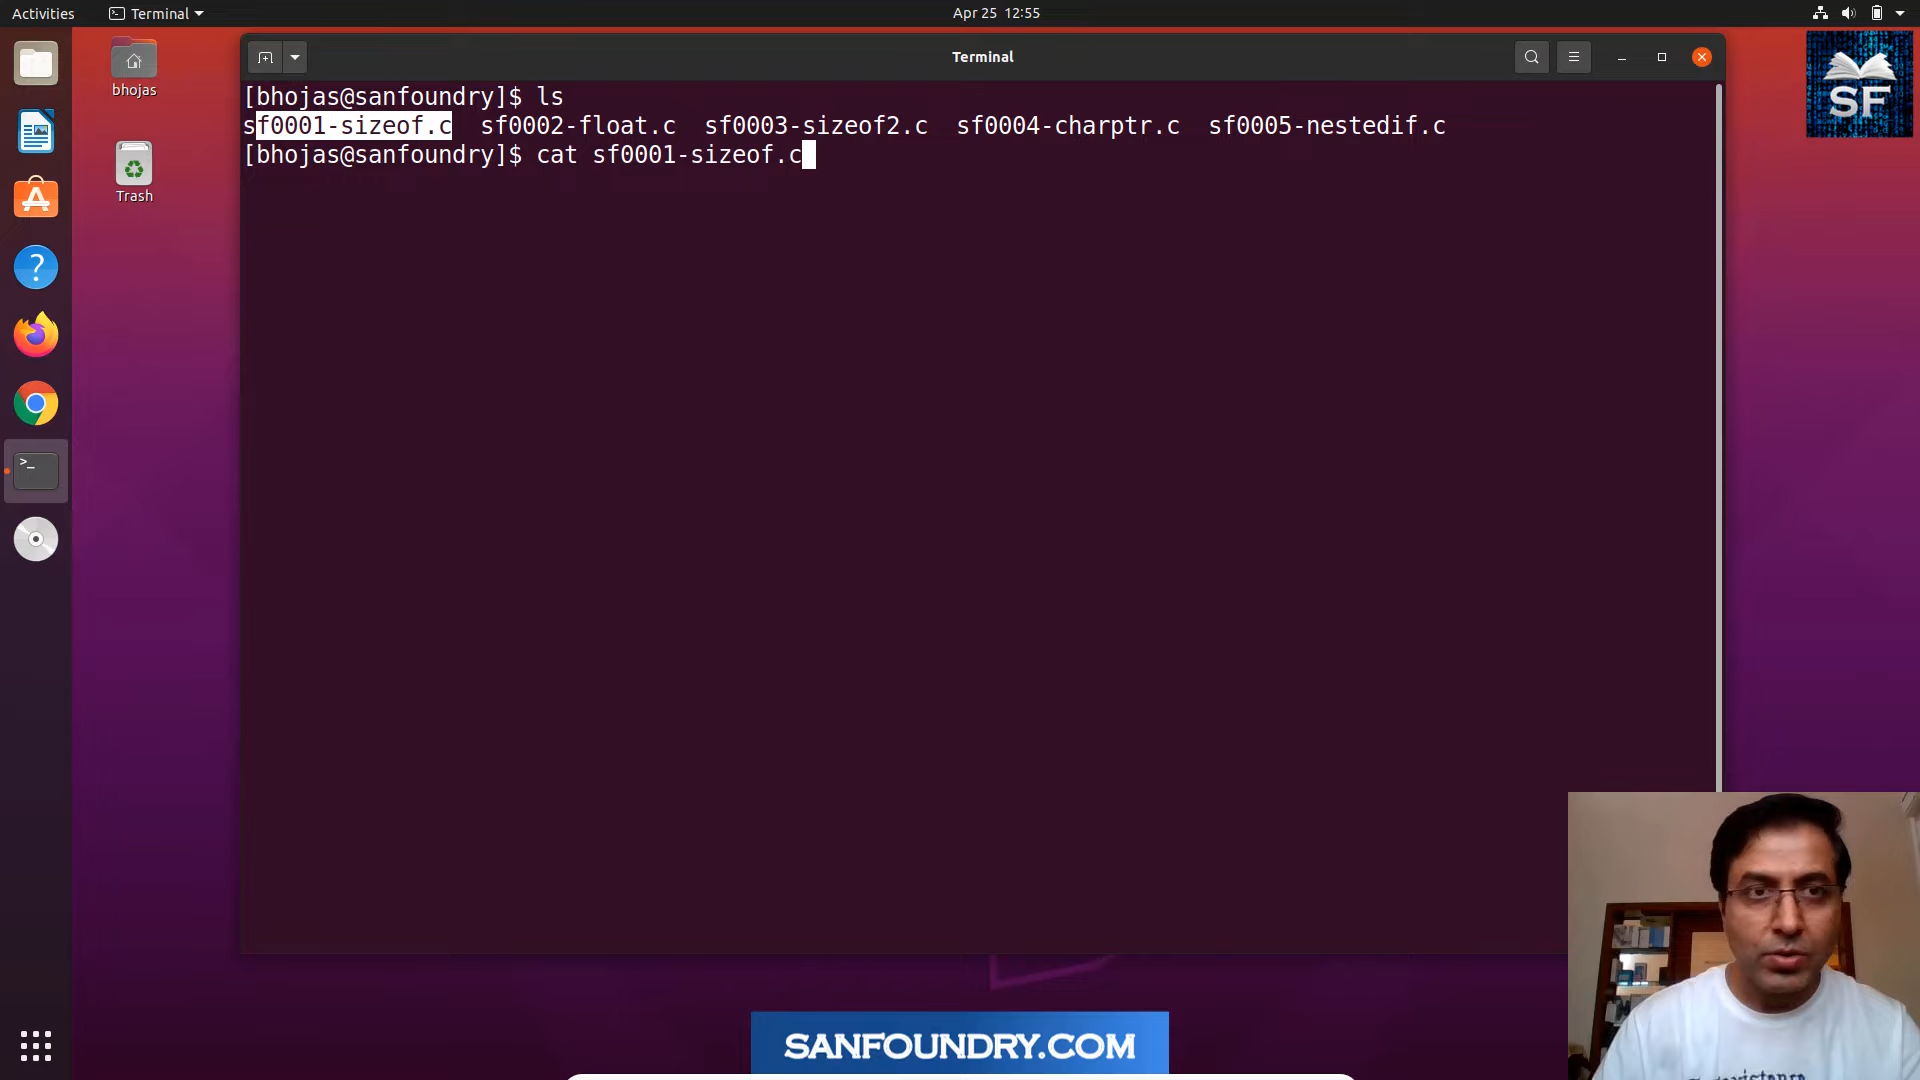 Activities
Terminal
Apr 25 12:55
bhojas
Trash
Terminal
[bhojas@sanfoundry]$ ls
sf0001-sizeof.c sf0002-float.c sf0003-sizeof2.c sf0004-charptr.c sf0005-nestedif.c
[bhojas@sanfoundry]$ cat sf0001-sizeof.c
SF
SANFOUNDRY.COM